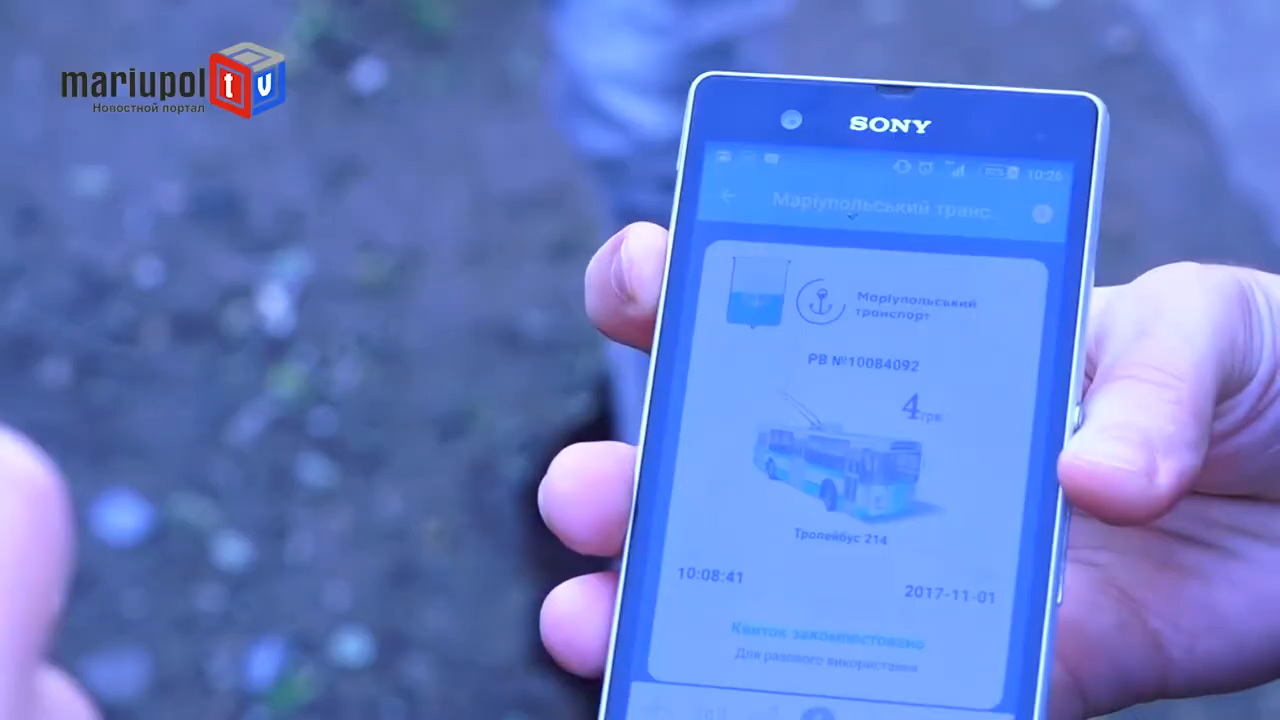 mariupol tv
Новостной портал
SONY
10:26
Маріупольський транс...
Маріупольський
транспорт
РВ №10084092
4 грн
Тролейбус 214
10:08:41
2017-11-01
Квиток закомпостовано
Для разового використання